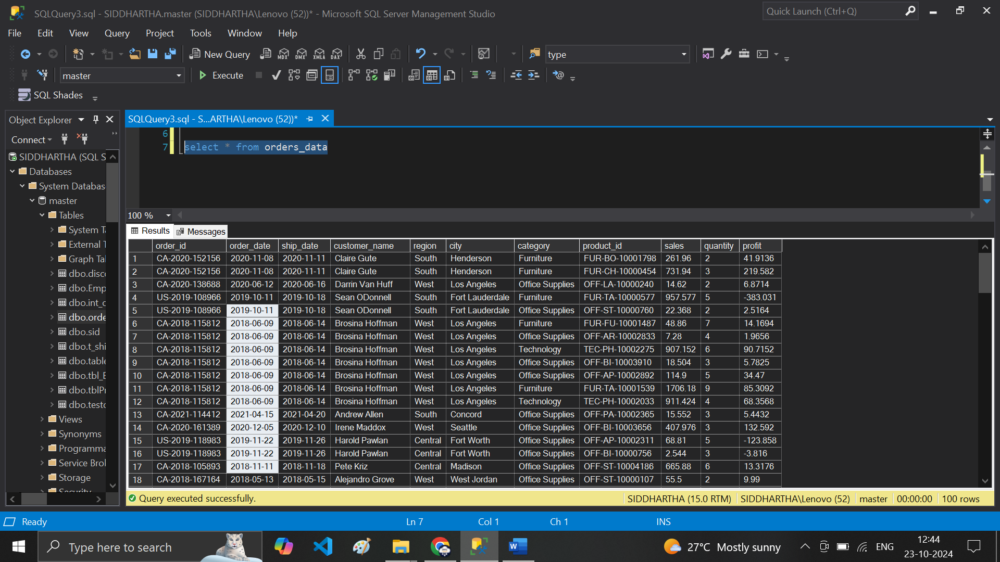 SQLQuery3.sql - SIDDHARTHA.master (SIDDHARTHA\Lenovo (52))* - Microsoft SQL Server Management Studio
Quick Launch (Ctrl+Q)
File Edit View Query Project Tools Window Help
New Query MDX DMX XMLA DAX type
master Execute
SQL Shades
Object Explorer
SQLQuery3.sql - S...ARTHA\Lenovo (52))*
Connect
SIDDHARTHA (SQL S
Databases
System Databas
master
Tables
System Ta
External T
Graph Tal
dbo.disco
dbo.Emp
dbo.int_c
dbo.orde
dbo.sid
dbo.t_shi
dbo.table
dbo.tbl_E
dbo.tblPr
dbo.testc
Views
Synonyms
Programma
Service Brol
Storage
Security
6
7 select * from orders_data
100 %
Results Messages
order_id order_date ship_date customer_name region city category product_id sales quantity profit
1 CA-2020-152156 2020-11-08 2020-11-11 Claire Gute South Henderson Furniture FUR-BO-10001798 261.96 2 41.9136
2 CA-2020-152156 2020-11-08 2020-11-11 Claire Gute South Henderson Furniture FUR-CH-10000454 731.94 3 219.582
3 CA-2020-138688 2020-06-12 2020-06-16 Darrin Van Huff West Los Angeles Office Supplies OFF-LA-10000240 14.62 2 6.8714
4 US-2019-108966 2019-10-11 2019-10-18 Sean ODonnell South Fort Lauderdale Furniture FUR-TA-10000577 957.577 5 -383.031
5 US-2019-108966 2019-10-11 2019-10-18 Sean ODonnell South Fort Lauderdale Office Supplies OFF-ST-10000760 22.368 2 2.5164
6 CA-2018-115812 2018-06-09 2018-06-14 Brosina Hoffman West Los Angeles Furniture FUR-FU-10001487 48.86 7 14.1694
7 CA-2018-115812 2018-06-09 2018-06-14 Brosina Hoffman West Los Angeles Office Supplies OFF-AR-10002833 7.28 4 1.9656
8 CA-2018-115812 2018-06-09 2018-06-14 Brosina Hoffman West Los Angeles Technology TEC-PH-10002275 907.152 6 90.7152
9 CA-2018-115812 2018-06-09 2018-06-14 Brosina Hoffman West Los Angeles Office Supplies OFF-BI-10003910 18.504 3 5.7825
10 CA-2018-115812 2018-06-09 2018-06-14 Brosina Hoffman West Los Angeles Office Supplies OFF-AP-10002892 114.9 5 34.47
11 CA-2018-115812 2018-06-09 2018-06-14 Brosina Hoffman West Los Angeles Furniture FUR-TA-10001539 1706.18 9 85.3092
12 CA-2018-115812 2018-06-09 2018-06-14 Brosina Hoffman West Los Angeles Technology TEC-PH-10002033 911.424 4 68.3568
13 CA-2021-114412 2021-04-15 2021-04-20 Andrew Allen South Concord Office Supplies OFF-PA-10002365 15.552 3 5.4432
14 CA-2020-161389 2020-12-05 2020-12-10 Irene Maddox West Seattle Office Supplies OFF-BI-10003656 407.976 3 132.592
15 US-2019-118983 2019-11-22 2019-11-26 Harold Pawlan Central Fort Worth Office Supplies OFF-AP-10002311 68.81 5 -123.858
16 US-2019-118983 2019-11-22 2019-11-26 Harold Pawlan Central Fort Worth Office Supplies OFF-BI-10000756 2.544 3 -3.816
17 CA-2018-105893 2018-11-11 2018-11-18 Pete Kriz Central Madison Office Supplies OFF-ST-10004186 665.88 6 13.3176
18 CA-2018-167164 2018-05-13 2018-05-15 Alejandro Grove West West Jordan Office Supplies OFF-ST-10000107 55.5 2 9.99
Query executed successfully. SIDDHARTHA (15.0 RTM) SIDDHARTHA\Lenovo (52) master 00:00:00 100 rows
Ready Ln 7 Col 1 Ch 1 INS
Type here to search
27°C Mostly sunny
ENG
12:44
23-10-2024